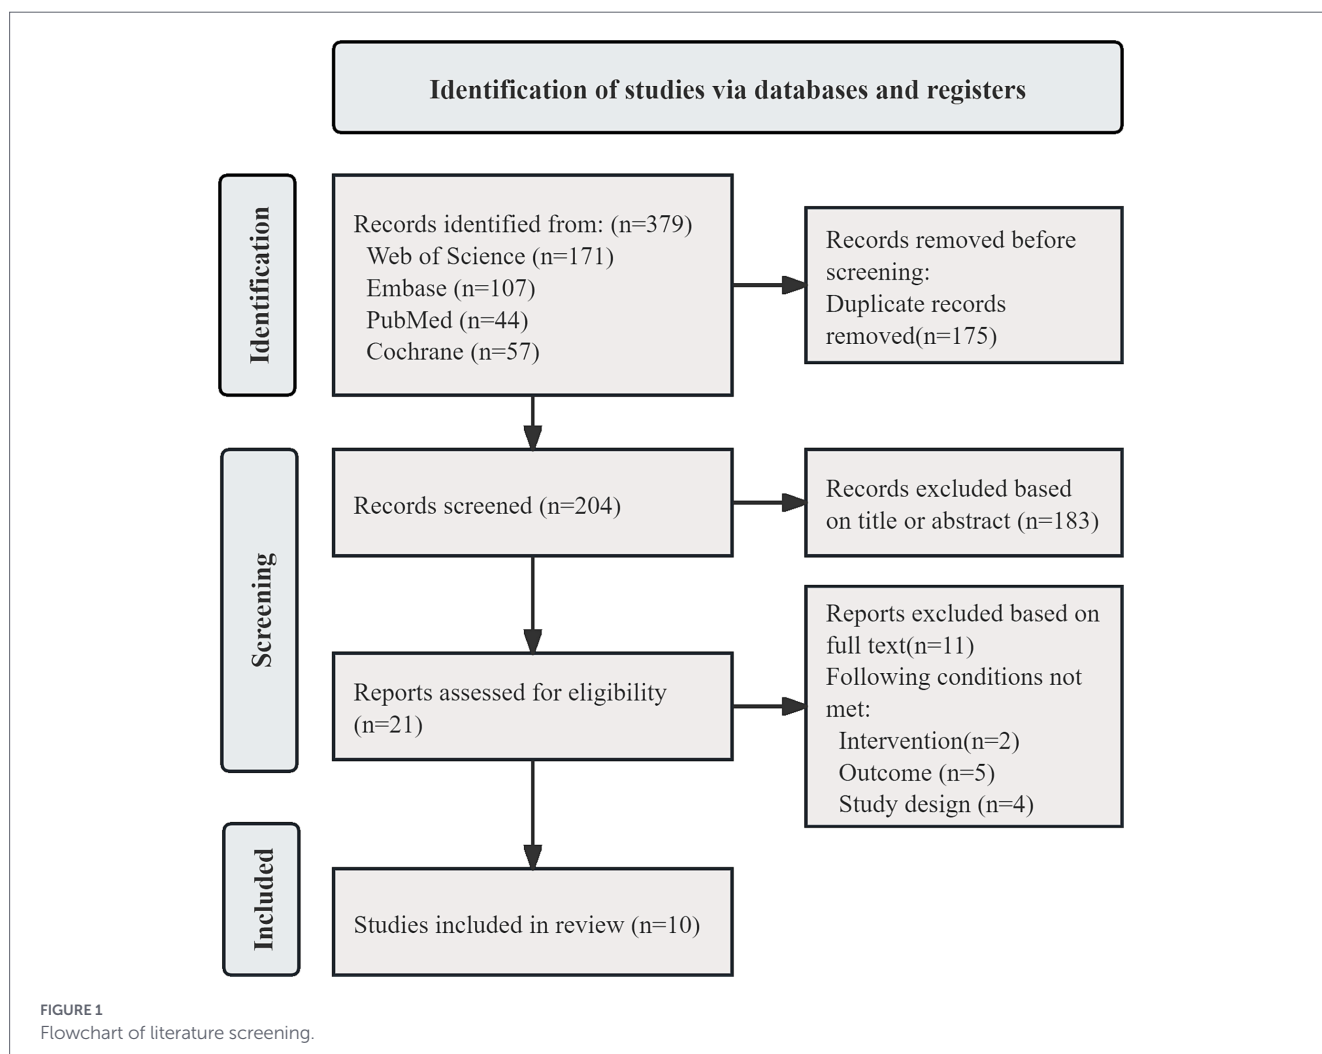 Identification of studies via databases and registers
Identification
Records identified from: (n=379)
Web of Science (n=171)
Embase (n=107)
PubMed (n=44)
Cochrane (n=57)
Records removed before
screening:
Duplicate records
removed(n=175)
Screening
Records screened (n=204)
Records excluded based
on title or abstract (n=183)
Reports assessed for eligibility
(n=21)
Reports excluded based on
full text(n=11)
Following conditions not
met:
Intervention(n=2)
Outcome (n=5)
Study design (n=4)
Included
Studies included in review (n=10)
FIGURE 1
Flowchart of literature screening.